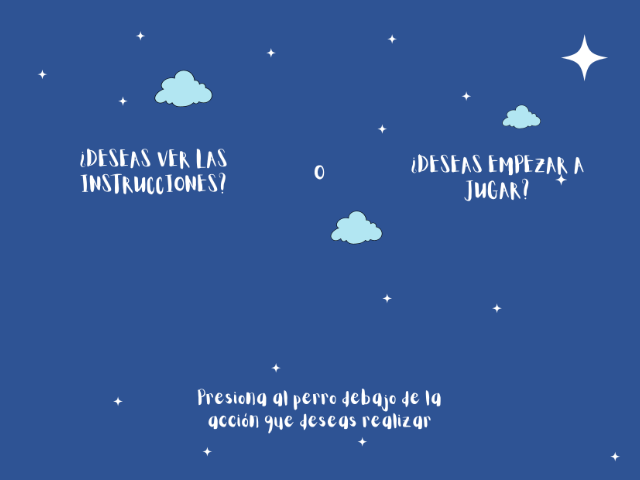 ¿DESEAS VER LAS
INSTRUCCIONES?
O
¿DESEAS EMPEZAR A
JUGAR?
Presiona al perro debajo de la
acción que deseas realizar